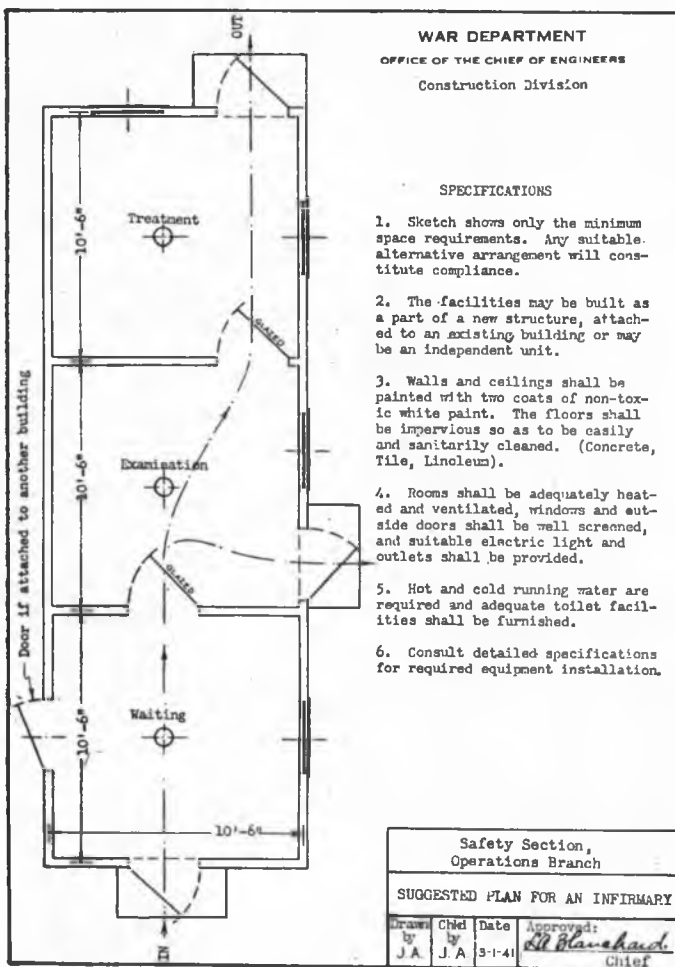 WAR DEPARTMENT
OFFICE OF THE CHIEF OF ENGINEERS
Construction Division
SPECIFICATIONS
1. Sketch shows only the minimum
space requirements. Any suitable
alternative arrangement will cons-
titute compliance.
2. The facilities may be built as
a part of a new structure, attach-
ed to an existing building or may
be an independent unit.
3. Walls and ceilings shall be
painted with two coats of non-tox-
ic white paint. The floors shall
be impervious so as to be easily
and sanitarily cleaned. (Concrete,
Tile, Linoleum).
4. Rooms shall be adequately heat-
ed and ventilated, windows and out-
side doors shall be well screened,
and suitable electric light and
outlets shall be provided.
5. Hot and cold running water are
required and adequate toilet facil-
ities shall be furnished.
6. Consult detailed specifications
for required equipment installation.
OUT
Treatment
10'-6"
GLAZED
Examination
10'-6"
GLAZED
Door if attached to another building
Waiting
10'-6"
10'-6"
IN
Safety Section,
Operations Branch
SUGGESTED PLAN FOR AN INFIRMARY
Drawn by J.A.
Chkd by J. A
Date 3-1-41
Approved:
LA Blanchard.
Chief